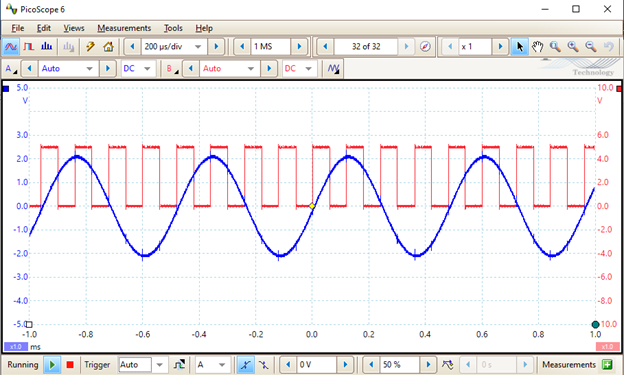 PicoScope 6
File Edit Views Measurements Tools Help
200 µs/div 1 MS 32 of 32 x 1
A Auto DC B Auto DC
Technology
5.0 10.0
V V
3.0 6.0
2.0 4.0
1.0 2.0
0.0 0.0
-1.0 -2.0
-2.0 -4.0
-3.0 -6.0
-4.0 -8.0
-5.0 -10.0
-1.0 -0.8 -0.6 -0.4 -0.2 0.0 0.2 0.4 0.6 0.8 1.0
x1.0 ms x1.0
Running Trigger Auto A 0 V 50 % 0 s Measurements